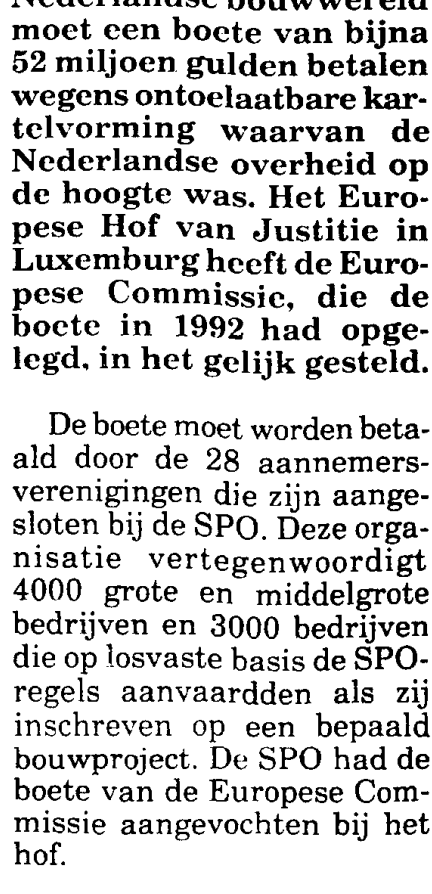 Nederlandse bouwwereld
moet een boete van bijna
52 miljoen gulden betalen
wegens ontoelaatbare kar-
telvorming waarvan de
Nederlandse overheid op
de hoogte was. Het Euro-
pese Hof van Justitie in
Luxemburg heeft de Euro-
pese Commissie, die de
boete in 1992 had opge-
legd, in het gelijk gesteld.
De boete moet worden beta-
ald door de 28 aannemers-
verenigingen die zijn aange-
sloten bij de SPO. Deze orga-
nisatie vertegenwoordigt
4000 grote en middelgrote
bedrijven en 3000 bedrijven
die op losvaste basis de SPO-
regels aanvaardden als zij
inschreven op een bepaald
bouwproject. De SPO had de
boete van de Europese Com-
missie aangevochten bij het
hof.